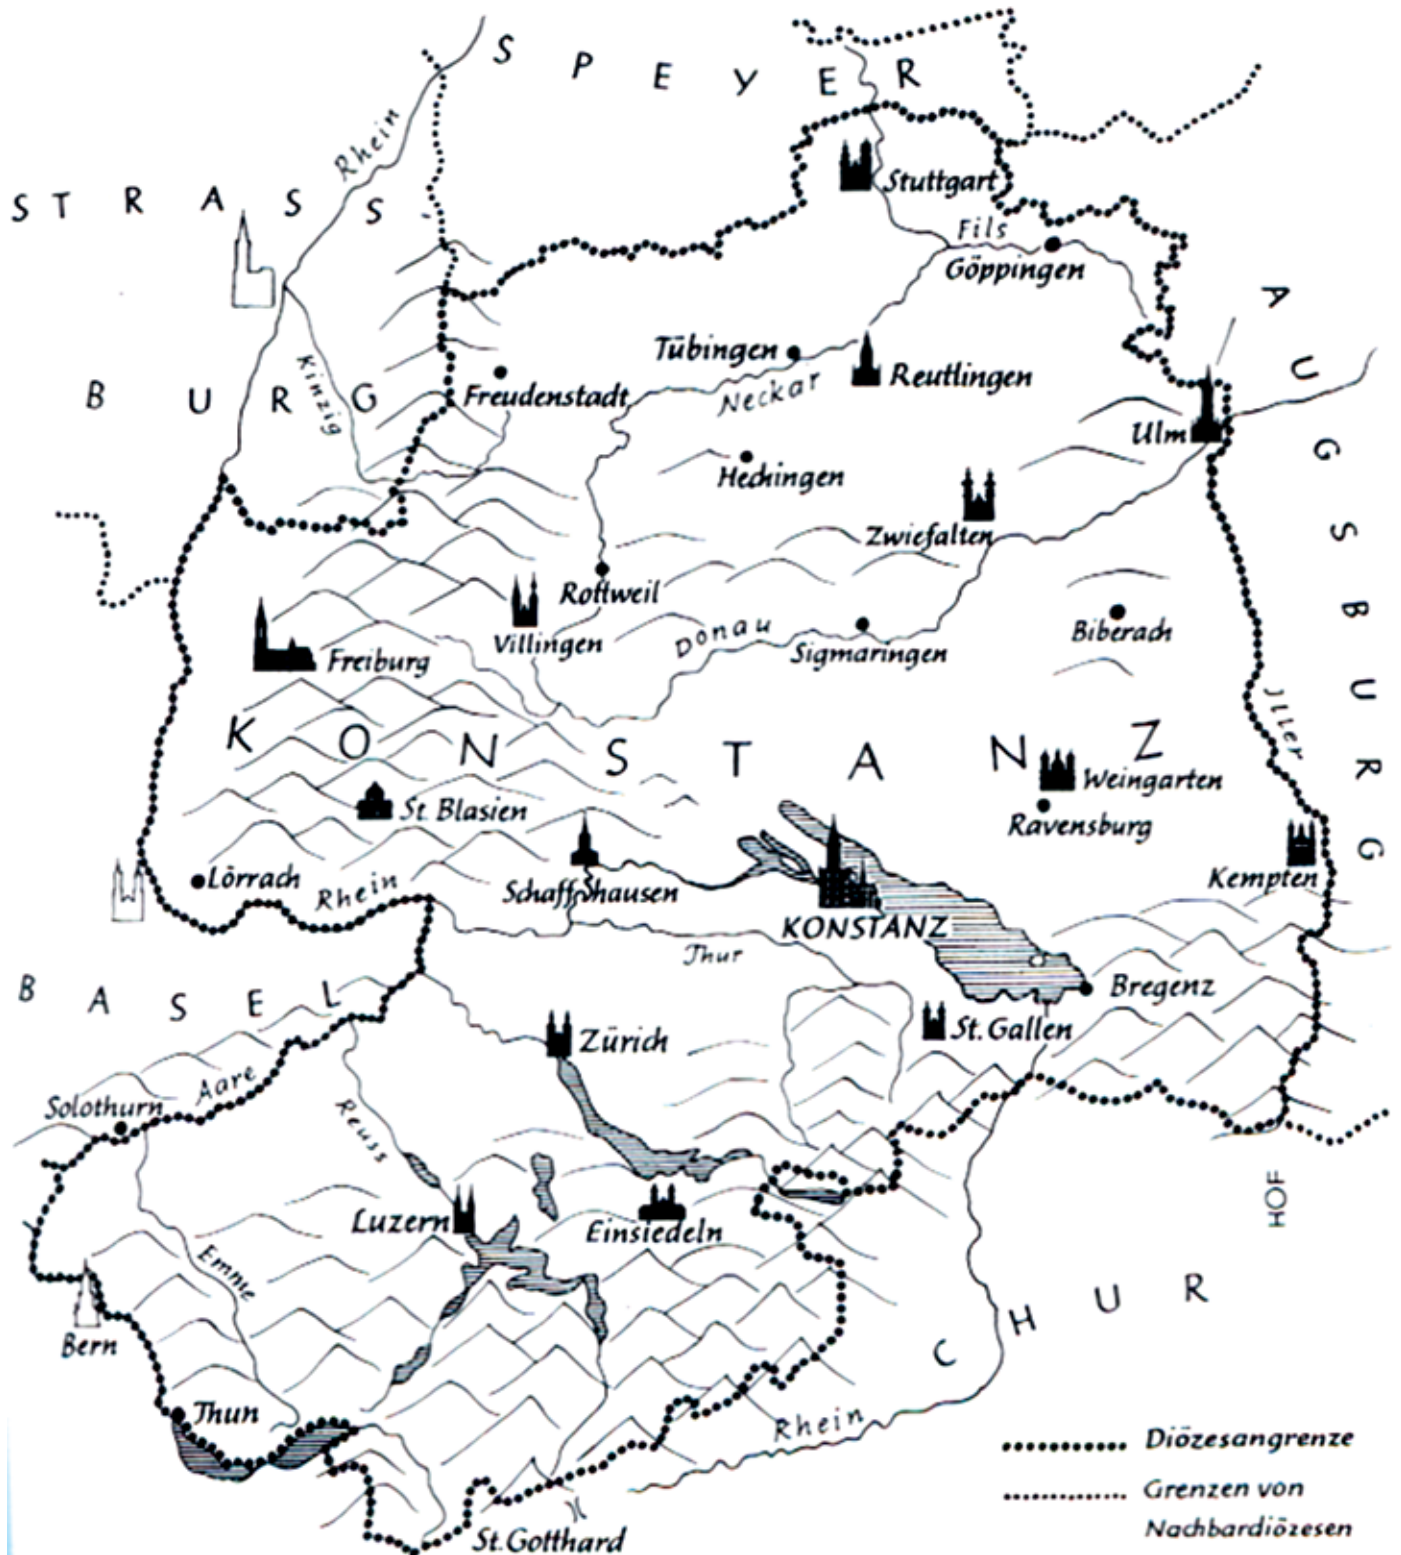 SPEYER
Rhein
STRASS
Stuttgart
Fils
Göppingen
AUGSBURG
Tübingen
Kinzig
Reutlingen
BURG
Freudenstadt
Neckar
Ulm
Hechingen
Zwiefalten
Rottweil
Biberach
Villingen
Donau
Sigmaringen
Freiburg
Iller
KONSTANZ
Weingarten
St. Blasien
Ravensburg
Lörrach
Rhein
Schaffhausen
Kempten
KONSTANZ
Thur
BASEL
Bregenz
Zürich
St. Gallen
Aare
Solothurn
Reuss
HOF
Luzern
Einsiedeln
Emme
CHUR
Bern
Thun
Rhein
Diözesangrenze
Grenzen von
Nachbardiözesen
St. Gotthard